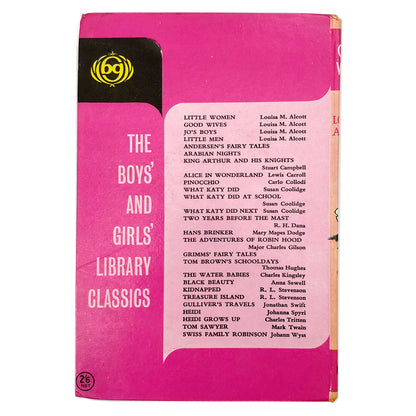 bg
THE
BOYS'
AND
GIRLS'
LIBRARY
CLASSICS
LITTLE WOMEN Louisa M. Alcott
GOOD WIVES Louisa M. Alcott
JO'S BOYS Louisa M. Alcott
LITTLE MEN Louisa M. Alcott
ANDERSEN'S FAIRY TALES
ARABIAN NIGHTS
KING ARTHUR AND HIS KNIGHTS
Stuart Campbell
ALICE IN WONDERLAND Lewis Carroll
PINOCCHIO Carlo Collodi
WHAT KATY DID Susan Coolidge
WHAT KATY DID AT SCHOOL
Susan Coolidge
WHAT KATY DID NEXT Susan Coolidge
TWO YEARS BEFORE THE MAST
R. H. Dana
HANS BRINKER Mary Mapes Dodge
THE ADVENTURES OF ROBIN HOOD
Major Charles Gilson
GRIMMS' FAIRY TALES
TOM BROWN'S SCHOOLDAYS
Thomas Hughes
THE WATER BABIES Charles Kingsley
BLACK BEAUTY Anna Sewell
KIDNAPPED R. L. Stevenson
TREASURE ISLAND R. L. Stevenson
GULLIVER'S TRAVELS Jonathan Swift
HEIDI Johanna Spyri
HEIDI GROWS UP Charles Tritten
TOM SAWYER Mark Twain
SWISS FAMILY ROBINSON Johann Wyss
2/6
NET